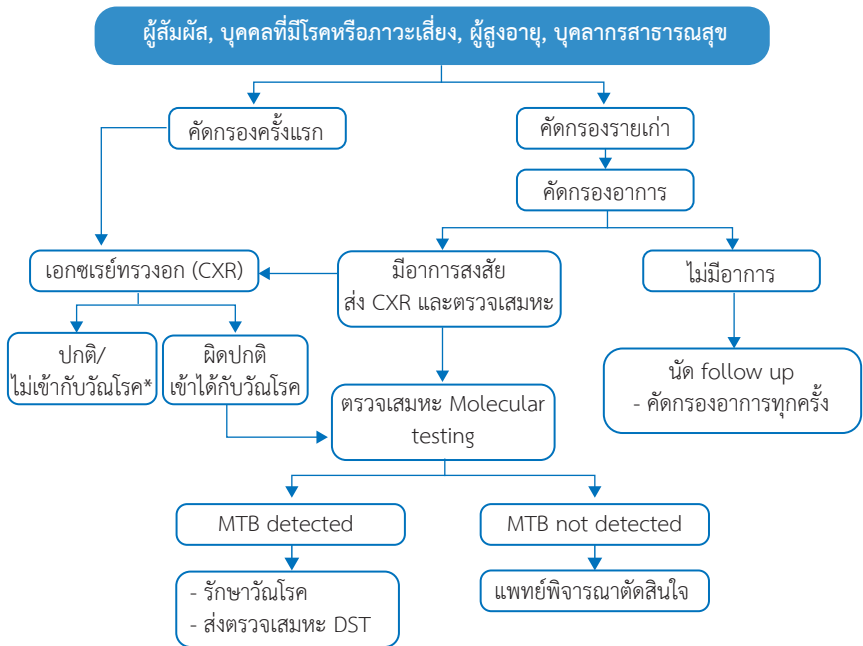 ผู้สัมผัส, บุคคลที่มีโรคหรือภาวะเสี่ยง, ผู้สูงอายุ, บุคลากรสาธารณสุข
คัดกรองครั้งแรก
คัดกรองรายเก่า
คัดกรองอาการ
เอกซเรย์ทรวงอก (CXR)
มีอาการสงสัย
ส่ง CXR และตรวจเสมหะ
ไม่มีอาการ
ปกติ/
ไม่เข้ากับวัณโรค*
ผิดปกติ
เข้าได้กับวัณโรค
นัด follow up
- คัดกรองอาการทุกครั้ง
ตรวจเสมหะ Molecular
testing
MTB detected
MTB not detected
- รักษาวัณโรค
- ส่งตรวจเสมหะ DST
แพทย์พิจารณาตัดสินใจ